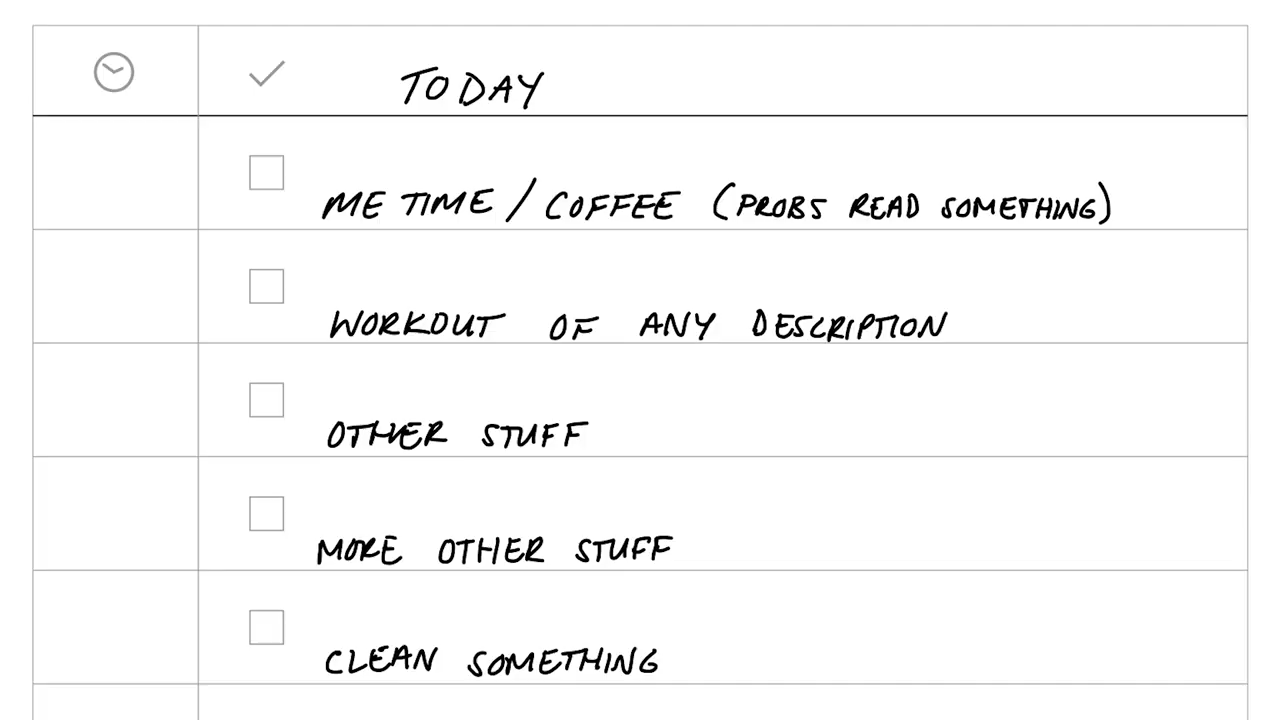 TODAY
ME TIME / COFFEE (PROBS READ SOMETHING)
WORKOUT OF ANY DESCRIPTION
OTHER STUFF
MORE OTHER STUFF
CLEAN SOMETHING